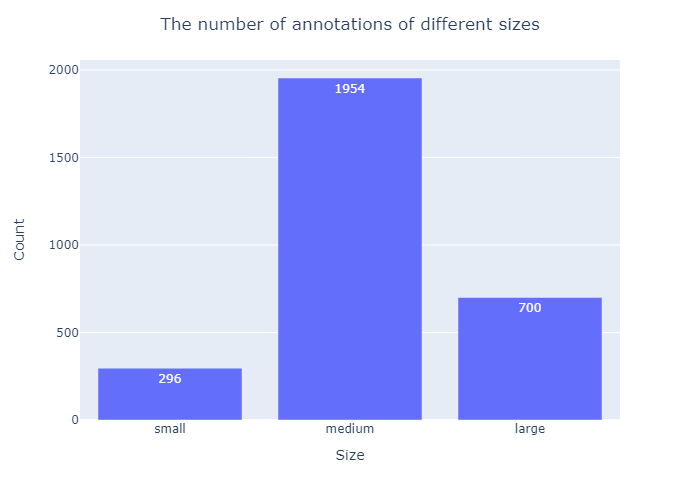 The number of annotations of different sizes
2000
1500
1000
500
0
Count
1954
700
296
small
medium
large
Size